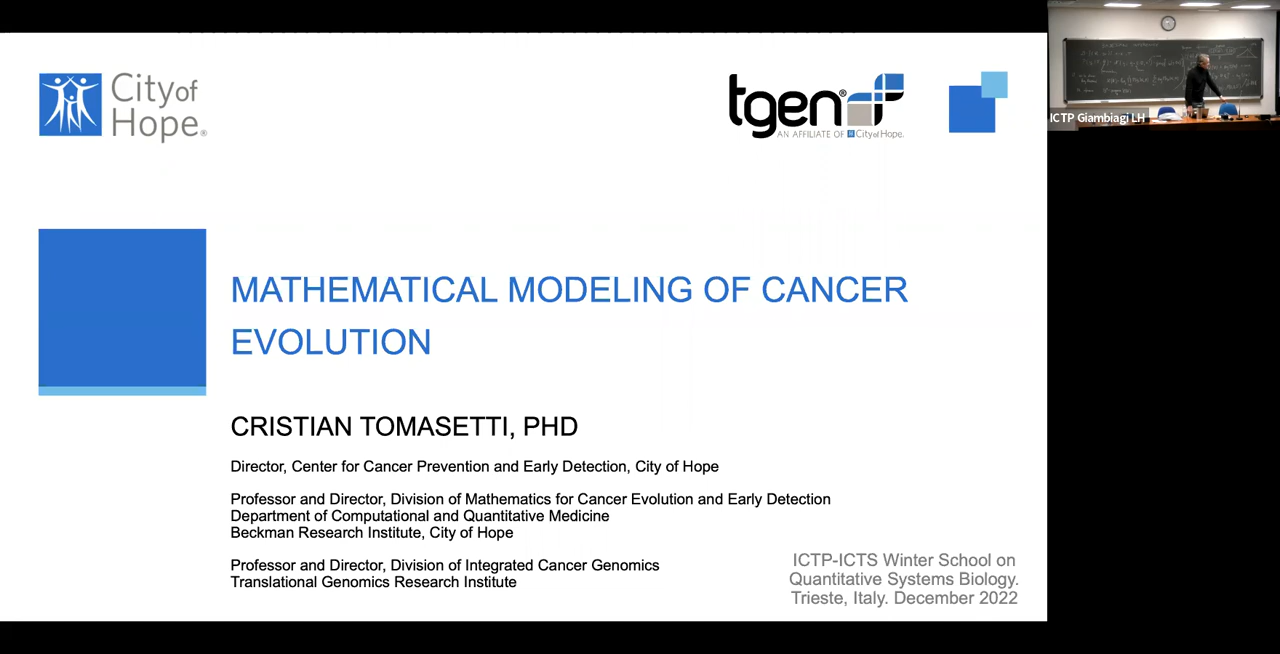 City of
Hope®
tgen®
AN AFFILIATE OF City of Hope.
ICTP Giambiagi LH
MATHEMATICAL MODELING OF CANCER
EVOLUTION
CRISTIAN TOMASETTI, PHD
Director, Center for Cancer Prevention and Early Detection, City of Hope
Professor and Director, Division of Mathematics for Cancer Evolution and Early Detection
Department of Computational and Quantitative Medicine
Beckman Research Institute, City of Hope
Professor and Director, Division of Integrated Cancer Genomics
Translational Genomics Research Institute
ICTP-ICTS Winter School on
Quantitative Systems Biology.
Trieste, Italy. December 2022